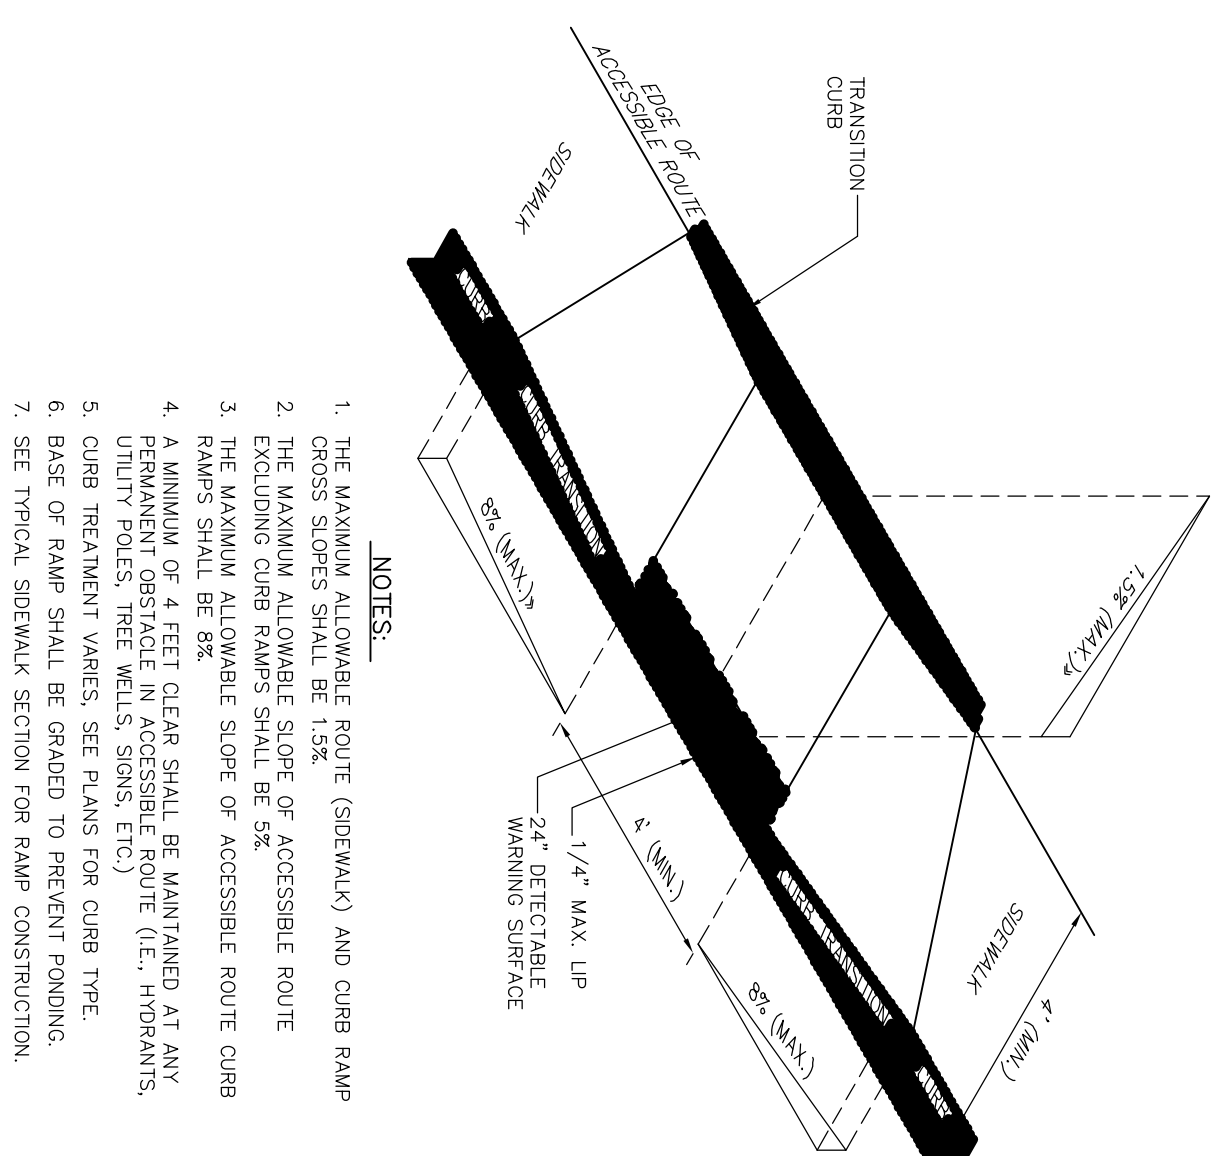 TRANSITION
CURB
EDGE OF
ACCESSIBLE ROUTE
SIDEWALK
CURB
CURB TRANSITION
8% (MAX.)»
1.5% (MAX.)»
4' (MIN.)
1/4" MAX. LIP
24" DETECTABLE
WARNING SURFACE
CURB TRANSITION
8% (MAX.)
SIDEWALK
4' (MIN.)
CURB
NOTES:
1. THE MAXIMUM ALLOWABLE ROUTE (SIDEWALK) AND CURB RAMP
CROSS SLOPES SHALL BE 1.5%.
2. THE MAXIMUM ALLOWABLE SLOPE OF ACCESSIBLE ROUTE
EXCLUDING CURB RAMPS SHALL BE 5%.
3. THE MAXIMUM ALLOWABLE SLOPE OF ACCESSIBLE ROUTE CURB
RAMPS SHALL BE 8%.
4. A MINIMUM OF 4 FEET CLEAR SHALL BE MAINTAINED AT ANY
PERMANENT OBSTACLE IN ACCESSIBLE ROUTE (I.E., HYDRANTS,
UTILITY POLES, TREE WELLS, SIGNS, ETC.)
5. CURB TREATMENT VARIES, SEE PLANS FOR CURB TYPE.
6. BASE OF RAMP SHALL BE GRADED TO PREVENT PONDING.
7. SEE TYPICAL SIDEWALK SECTION FOR RAMP CONSTRUCTION.